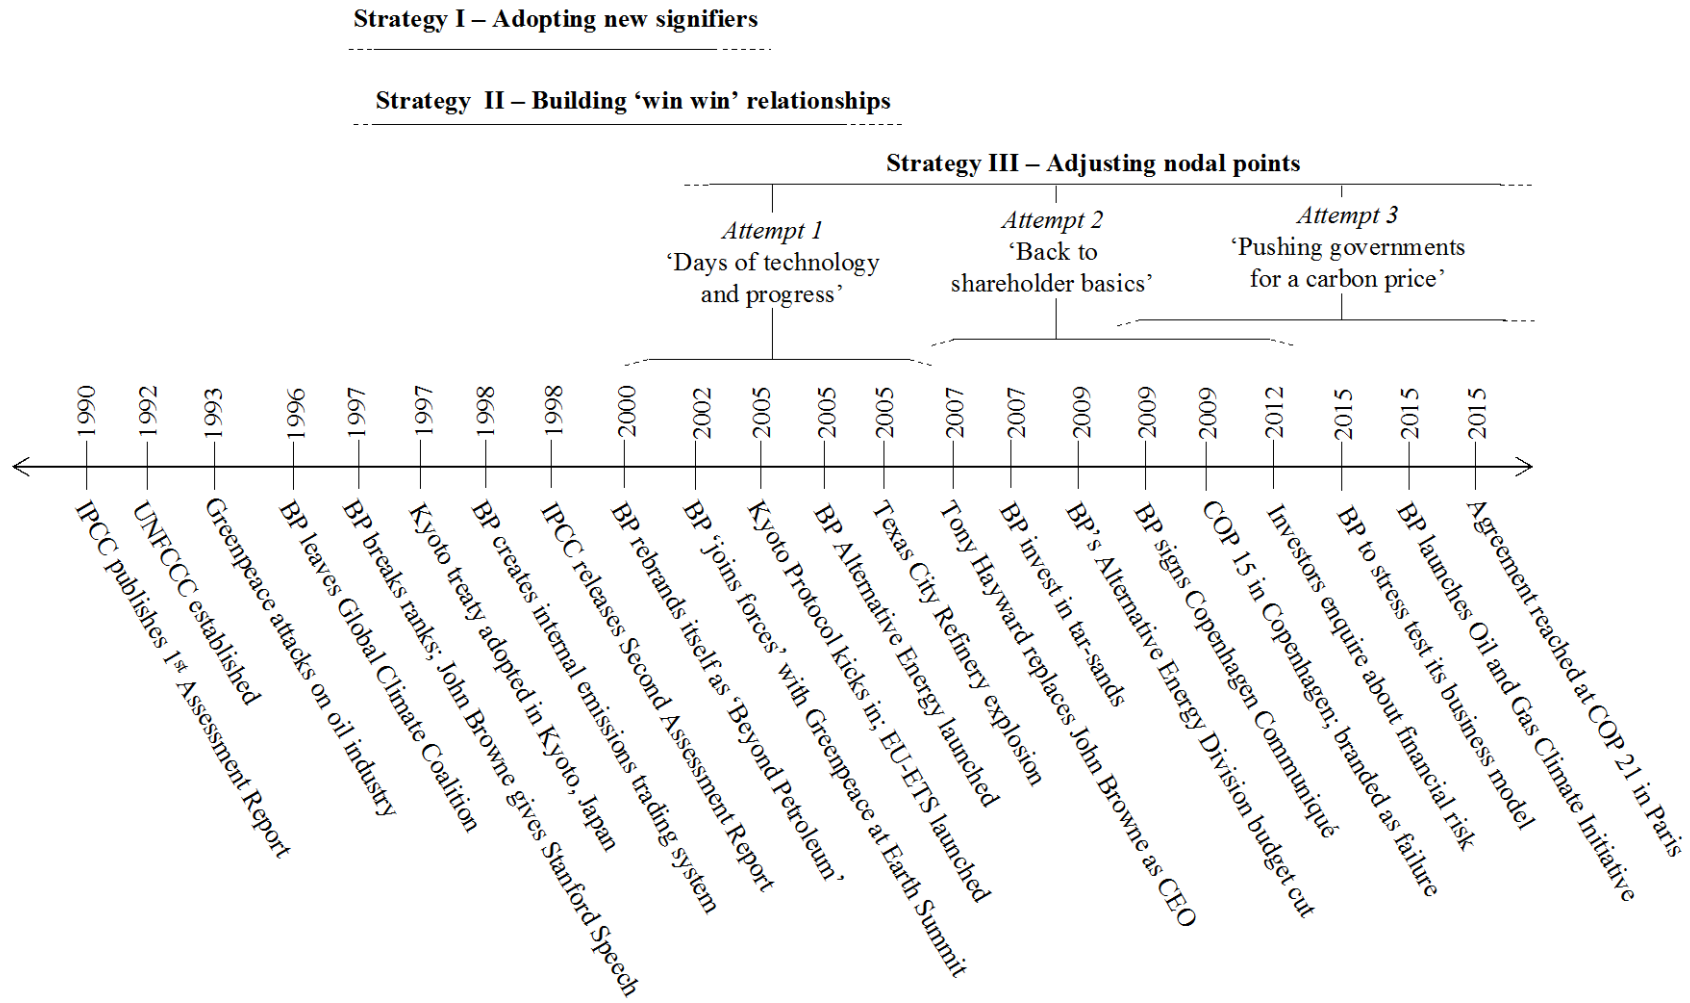 Strategy I – Adopting new signifiers
Strategy II – Building ‘win win’ relationships
Strategy III – Adjusting nodal points
Attempt 1
‘Days of technology
and progress’
Attempt 2
‘Back to
shareholder basics’
Attempt 3
‘Pushing governments
for a carbon price’
1990
1992
1993
1996
1997
1997
1998
1998
2000
2002
2005
2005
2005
2007
2007
2009
2009
2009
2012
2015
2015
2015
IPCC publishes 1st Assessment Report
UNFCCC established
Greenpeace attacks on oil industry
BP leaves Global Climate Coalition
BP breaks ranks; John Browne gives Stanford Speech
Kyoto treaty adopted in Kyoto, Japan
BP creates internal emissions trading system
IPCC releases Second Assessment Report
BP rebrands itself as ‘Beyond Petroleum’
BP ‘joins forces’ with Greenpeace at Earth Summit
Kyoto Protocol kicks in; EU-ETS launched
BP Alternative Energy launched
Texas City Refinery explosion
Tony Hayward replaces John Browne as CEO
BP invest in tar-sands
BP’s Alternative Energy Division budget cut
BP signs Copenhagen Communiqué
COP 15 in Copenhagen; branded as failure
Investors enquire about financial risk
BP to stress test its business model
BP launches Oil and Gas Climate Initiative
Agreement reached at COP 21 in Paris